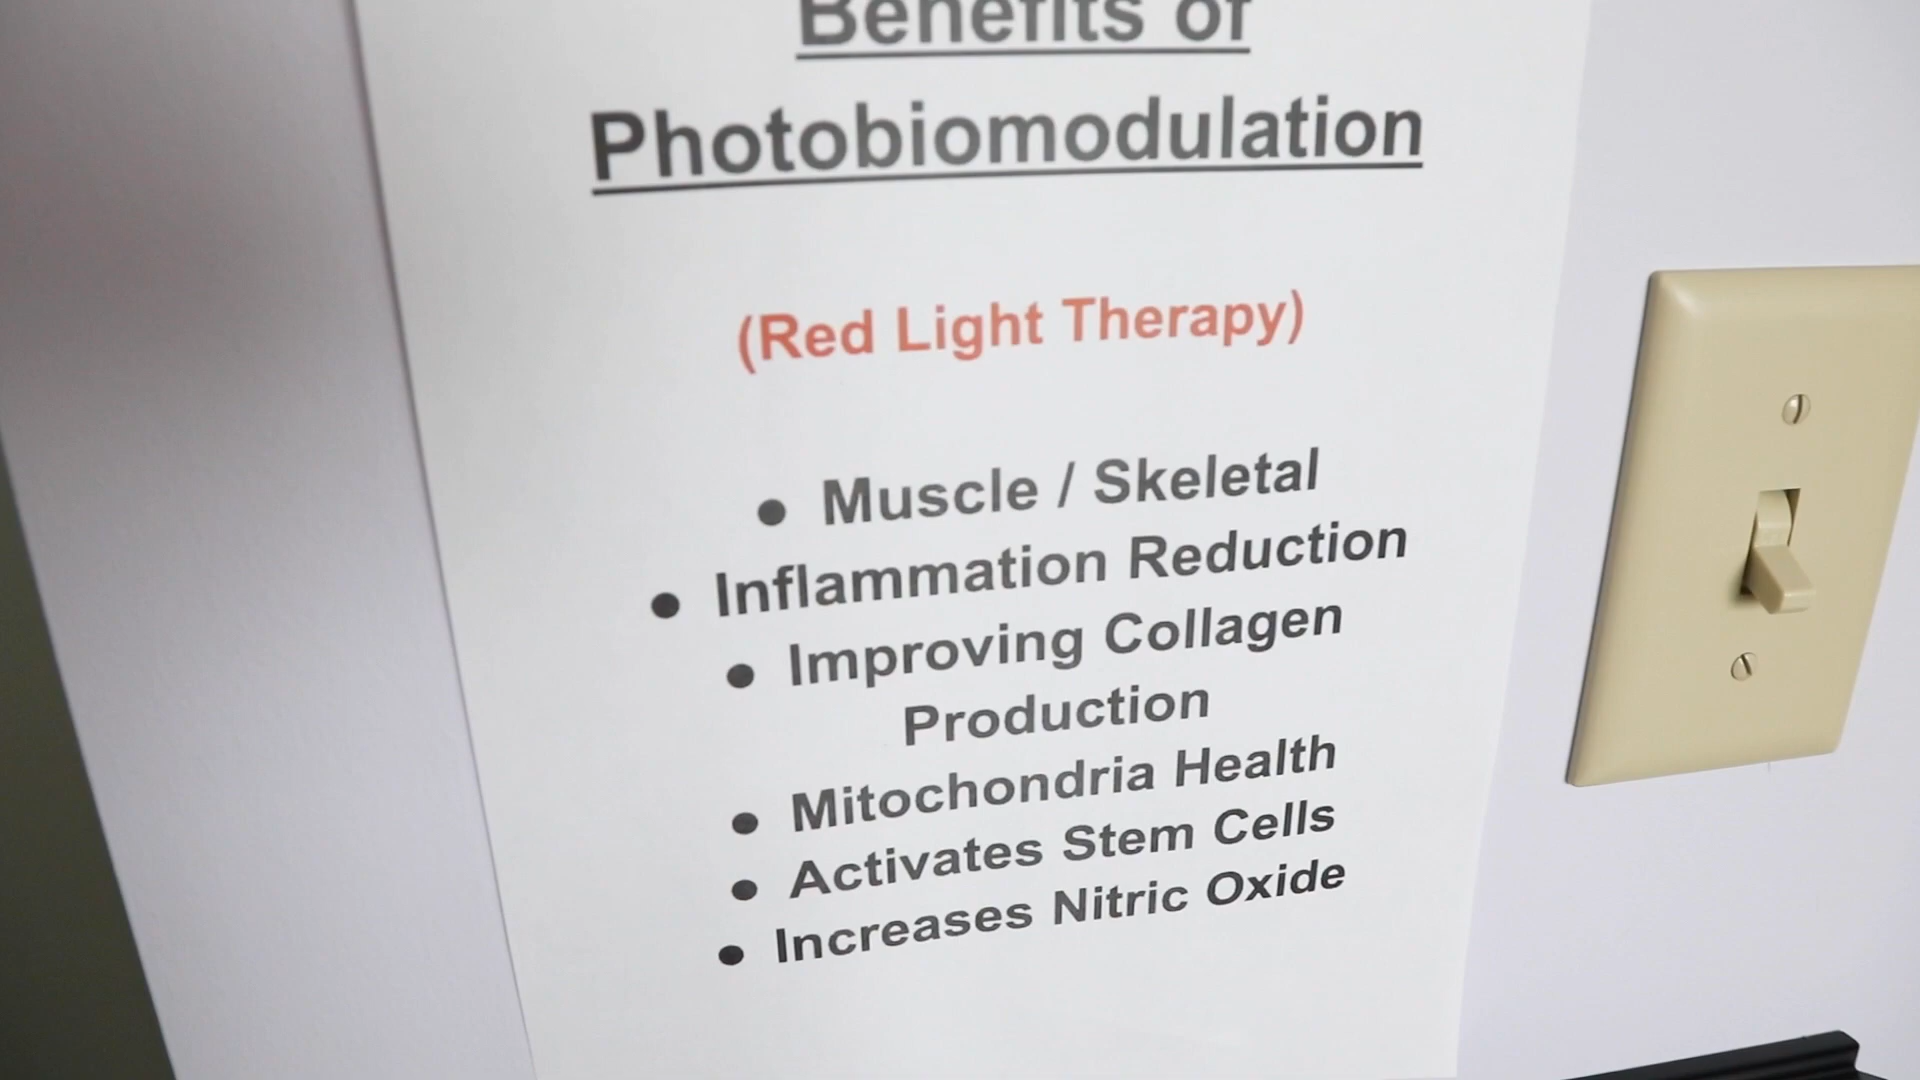 Benefits of
Photobiomodulation
(Red Light Therapy)
● Muscle / Skeletal
● Inflammation Reduction
● Improving Collagen
Production
● Mitochondria Health
● Activates Stem Cells
● Increases Nitric Oxide